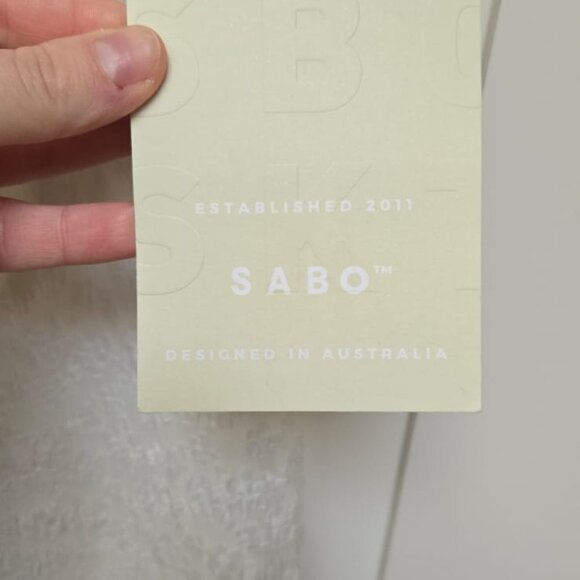 S B O
S K
ESTABLISHED 2011
SABO™
DESIGNED IN AUSTRALIA